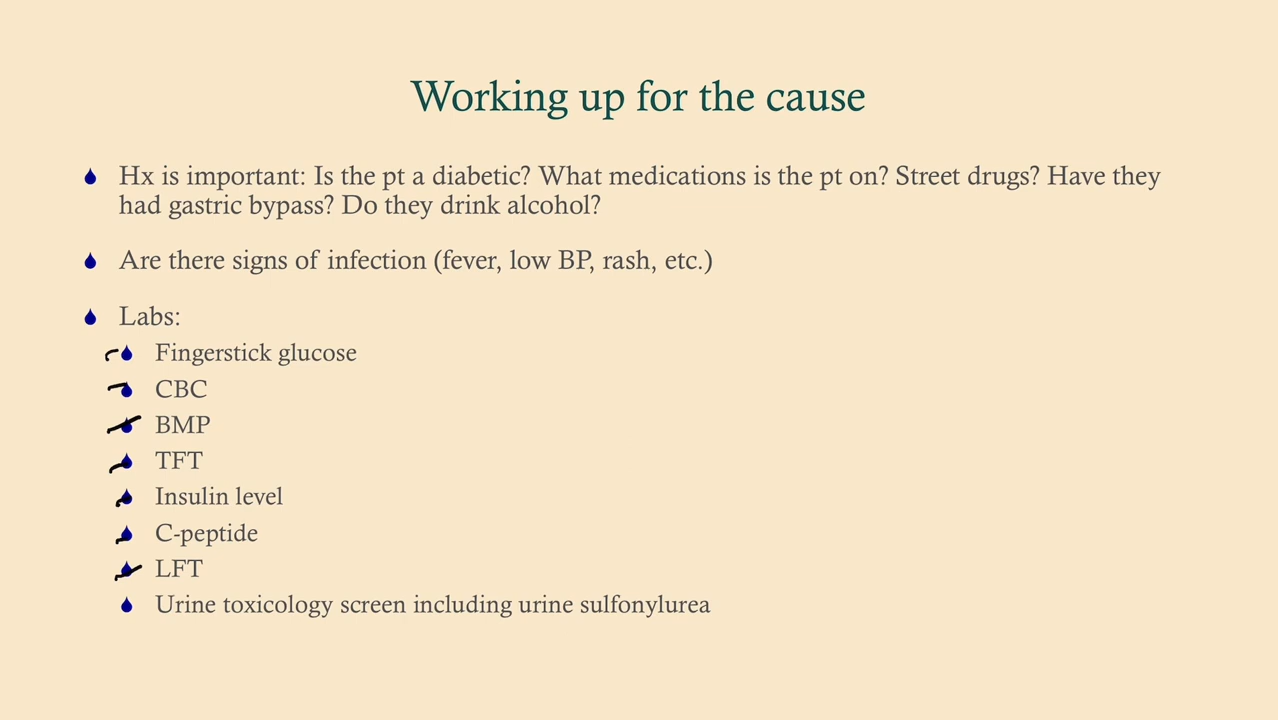 Working up for the cause
Hx is important: Is the pt a diabetic? What medications is the pt on? Street drugs? Have they
had gastric bypass? Do they drink alcohol?
Are there signs of infection (fever, low BP, rash, etc.)
Labs:
Fingerstick glucose
CBC
BMP
TFT
Insulin level
C-peptide
LFT
Urine toxicology screen including urine sulfonylurea